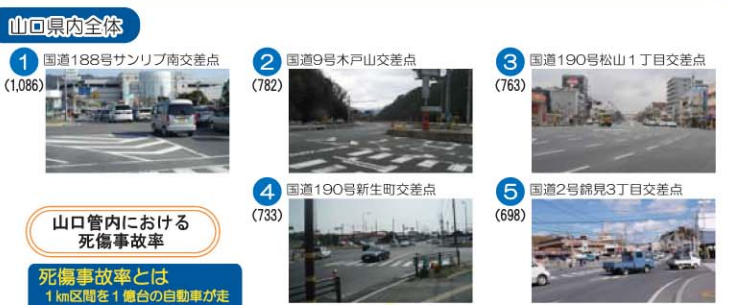 山口県内全体
1 国道188号サンリブ南交差点
(1,086)
2 国道9号木戸山交差点
(782)
3 国道190号松山1丁目交差点
(763)
4 国道190号新生町交差点
(733)
5 国道2号錦見3丁目交差点
(698)
山口管内における
死傷事故率
死傷事故率とは
1km区間を1億台の自動車が走